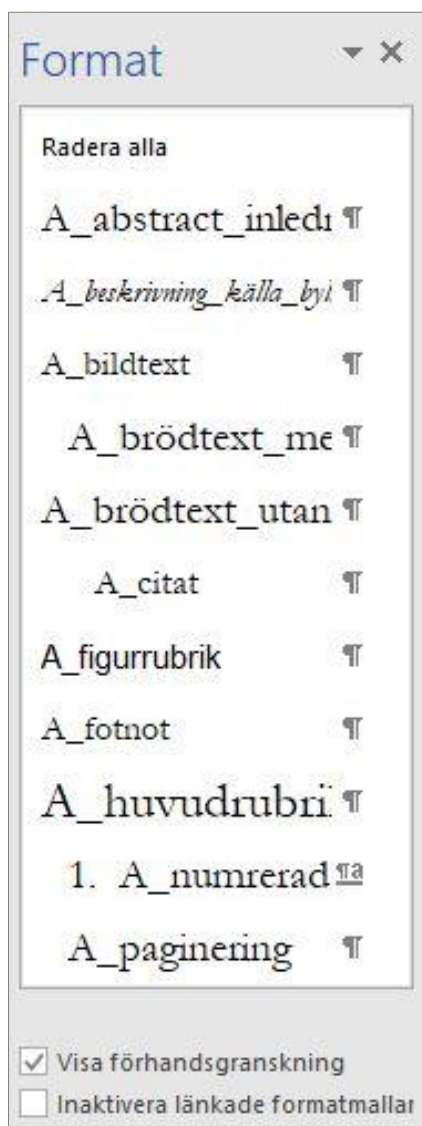 Format
Radera alla
A_abstract_inledn ¶
A_beskrivning_källa_byl ¶
A_bildtext ¶
A_brödtext_me ¶
A_brödtext_utan ¶
A_citat ¶
A_figurrubrik ¶
A_fotnot ¶
A_huvudrubri ¶
1. A_numrerad ¶a
A_paginering ¶
Visa förhandsgranskning
Inaktivera länkade formatmallar